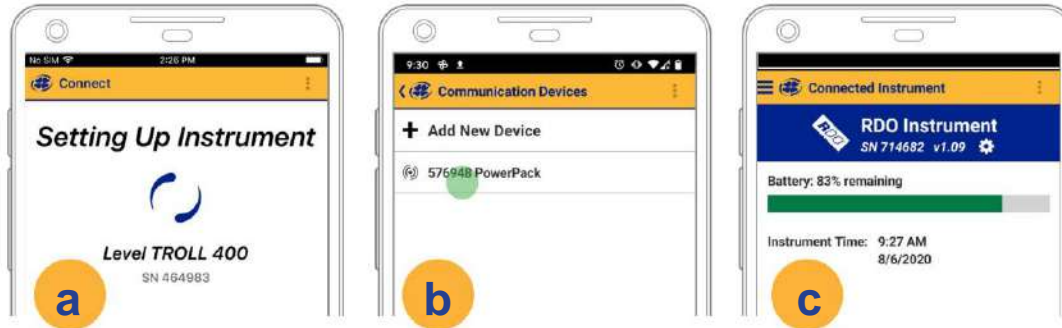 No SIM 2:26 PM
Connect
Setting Up Instrument
Level TROLL 400
SN 464983
a
9:30
Communication Devices
Add New Device
576948 PowerPack
b
Connected Instrument
RDO
RDO Instrument
SN 714682 v1.09
Battery: 83% remaining
Instrument Time: 9:27 AM
8/6/2020
c